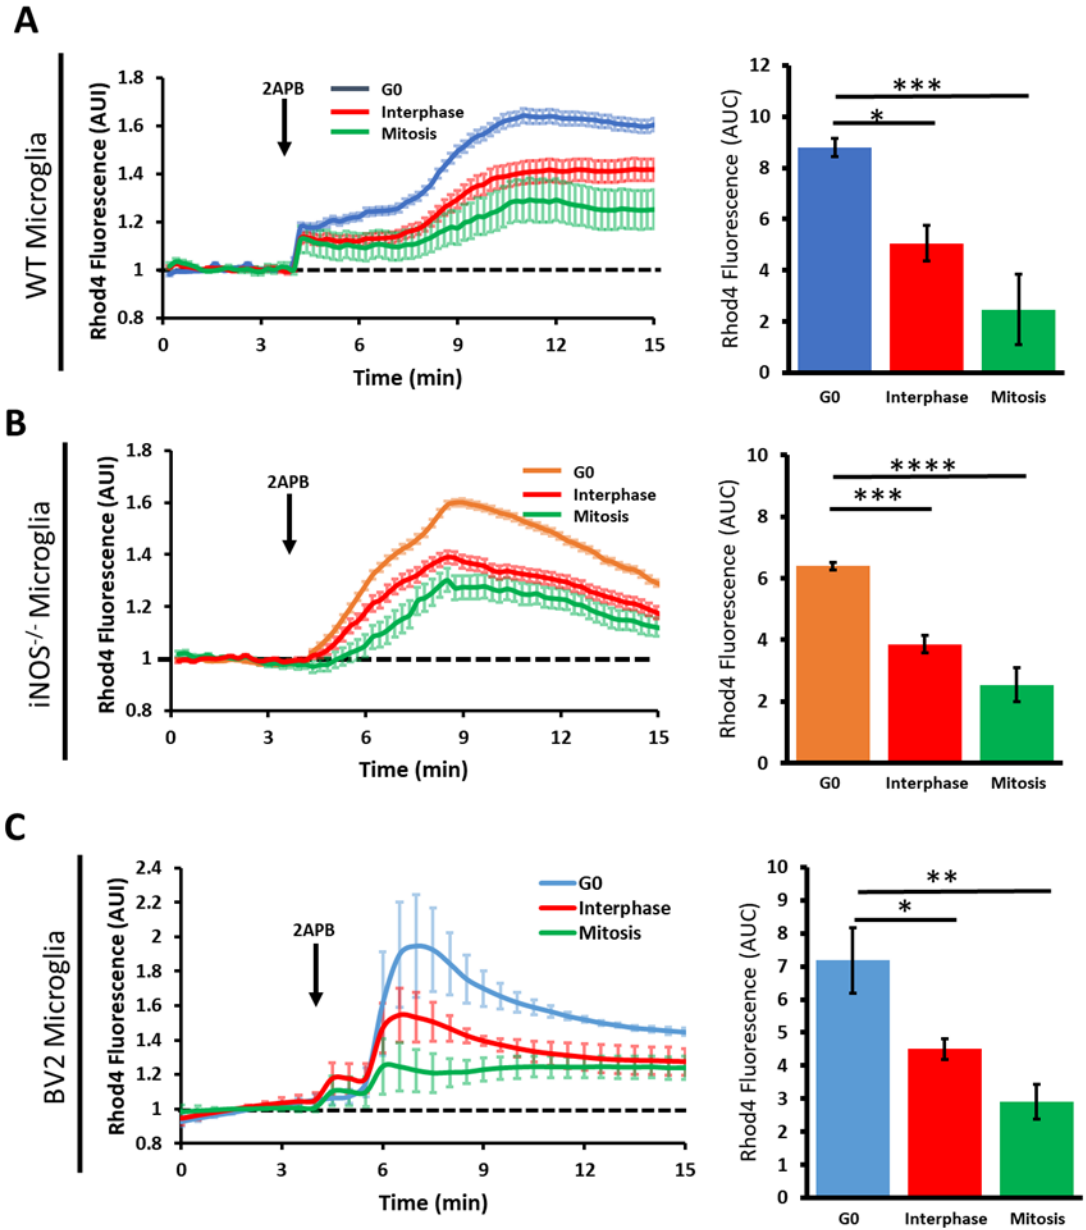 A
WT Microglia
Rhod4 Fluorescence (AUI)
1.8
1.6
1.4
1.2
1
0.8
2APB
G0
Interphase
Mitosis
0 3 6 9 12 15
Time (min)
Rhod4 Fluorescence (AUC)
12
10
8
6
4
2
0
***
*
G0 Interphase Mitosis
B
iNOS-/- Microglia
Rhod4 Fluorescence (AUI)
1.8
1.6
1.4
1.2
1
0.8
2APB
G0
Interphase
Mitosis
0 3 6 9 12 15
Time (min)
Rhod4 Fluorescence (AUC)
10
8
6
4
2
0
****
***
G0 Interphase Mitosis
C
BV2 Microglia
Rhod4 Fluorescence (AUI)
2.4
2.2
2
1.8
1.6
1.4
1.2
1
0.8
2APB
G0
Interphase
Mitosis
0 3 6 9 12 15
Time (min)
Rhod4 Fluorescence (AUC)
10
9
8
7
6
5
4
3
2
1
0
**
*
G0 Interphase Mitosis